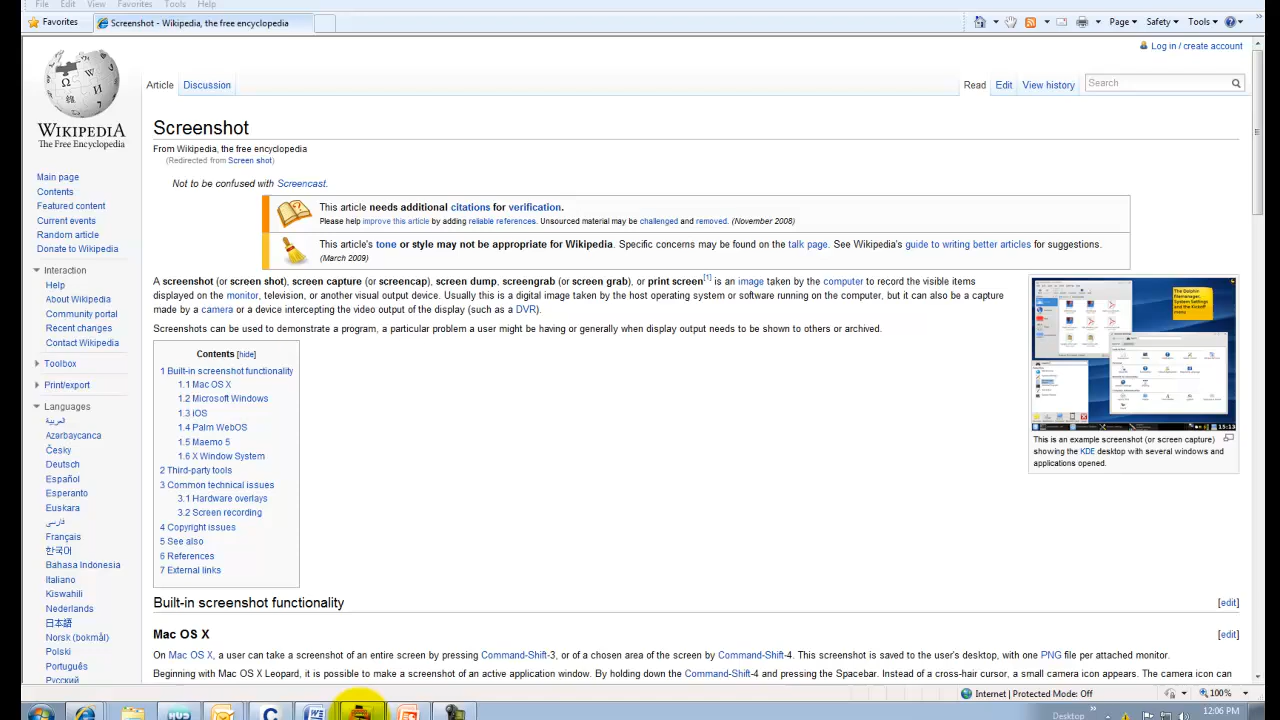 File Edit View Favorites Tools Help
Favorites Screenshot - Wikipedia, the free encyclopedia Page Safety Tools
Log in / create account
Article Discussion Read Edit View history Search
WIKIPEDIA
The Free Encyclopedia
Main page
Contents
Featured content
Current events
Random article
Donate to Wikipedia
Interaction
Help
About Wikipedia
Community portal
Recent changes
Contact Wikipedia
Toolbox
Print/export
Languages
العربية
Azərbaycanca
Česky
Deutsch
Español
Esperanto
Euskara
فارسی
Français
한국어
Bahasa Indonesia
Italiano
Kiswahili
Nederlands
日本語
Norsk (bokmål)
Polski
Português
Русский
Screenshot
From Wikipedia, the free encyclopedia
(Redirected from Screen shot)
Not to be confused with Screencast.
This article needs additional citations for verification.
Please help improve this article by adding reliable references. Unsourced material may be challenged and removed. (November 2008)
This article's tone or style may not be appropriate for Wikipedia. Specific concerns may be found on the talk page. See Wikipedia's guide to writing better articles for suggestions.
(March 2009)
A screenshot (or screen shot), screen capture (or screencap), screen dump, screengrab (or screen grab), or print screen[1] is an image taken by the computer to record the visible items
displayed on the monitor, television, or another visual output device. Usually this is a digital image taken by the host operating system or software running on the computer, but it can also be a capture
made by a camera or a device intercepting the video output of the display (such as a DVR).
Screenshots can be used to demonstrate a program, a particular problem a user might be having or generally when display output needs to be shown to others or archived.
The Dolphin
filemanager,
System Settings
and the Kickoff
menu
15:13
This is an example screenshot (or screen capture)
showing the KDE desktop with several windows and
applications opened.
Contents [hide]
1 Built-in screenshot functionality
1.1 Mac OS X
1.2 Microsoft Windows
1.3 iOS
1.4 Palm WebOS
1.5 Maemo 5
1.6 X Window System
2 Third-party tools
3 Common technical issues
3.1 Hardware overlays
3.2 Screen recording
4 Copyright issues
5 See also
6 References
7 External links
Built-in screenshot functionality [edit]
Mac OS X [edit]
On Mac OS X, a user can take a screenshot of an entire screen by pressing Command-Shift-3, or of a chosen area of the screen by Command-Shift-4. This screenshot is saved to the user's desktop, with one PNG file per attached monitor.
Beginning with Mac OS X Leopard, it is possible to make a screenshot of an active application window. By holding down the Command-Shift-4 and pressing the Spacebar. Instead of a cross-hair cursor, a small camera icon appears. The camera icon can
Internet | Protected Mode: Off 100%
Desktop 12:06 PM